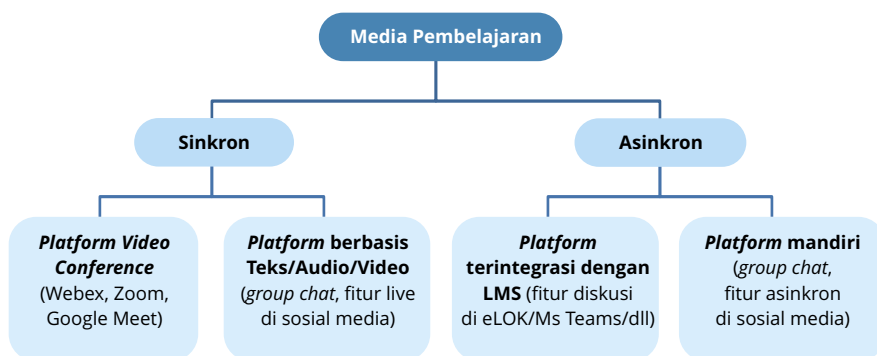 Media Pembelajaran
Sinkron
Asinkron
Platform Video
Conference
(Webex, Zoom,
Google Meet)
Platform berbasis
Teks/Audio/Video
(group chat, fitur live
di sosial media)
Platform
terintegrasi dengan
LMS (fitur diskusi
di eLOK/Ms Teams/dll)
Platform mandiri
(group chat,
fitur asinkron
di sosial media)